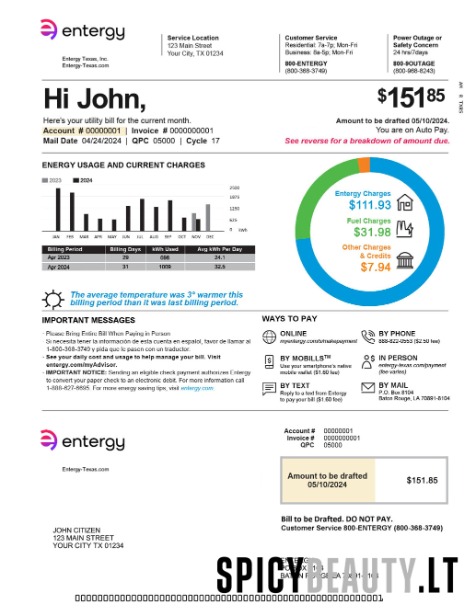 entergy
Entergy Texas, Inc.
Entergy-Texas.com
Service Location
123 Main Street
Your City, TX 01234
Customer Service
Residential: 7a-7p, Mon-Fri
Business: 8a-5p, Mon-Fri
800-ENTERGY
(800-368-3749)
Power Outage or
Safety Concern
24 hrs/7days
800-9OUTAGE
(800-968-8243)
Hi John,
Here's your utility bill for the current month.
Account # 00000001 | Invoice # 0000000001
Mail Date 04/24/2024 | QPC 05000 | Cycle 17
$151.85
Amount to be drafted 05/10/2024.
You are on Auto Pay.
See reverse for a breakdown of amount due.
ENERGY USAGE AND CURRENT CHARGES
2023 2024
JAN FEB MAR APR MAY JUN JUL AUG SEP OCT NOV DEC
0 kWh
Billing Period Billing Days kWh Used Avg kWh Per Day
Apr 2023 29
Apr 2024 31
The average temperature was 3° warmer this
billing period than it was last billing period.
Entergy Charges
$111.93
Fuel Charges
$31.98
Other Charges
& Credits
$7.94
IMPORTANT MESSAGES
- Please Bring Entire Bill When Paying in Person
Si necesita tener la información de esta cuenta en español, favor de llamar al
1-800-368-3749 y pida que le pasen con un traductor.
- See your daily cost and usage to help manage your bill. Visit
entergy.com/myAdvisor.
- IMPORTANT NOTICE: Sending an eligible check payment authorizes Entergy
to convert your paper check to an electronic debit. For more information call
1-888-827-6695. For more energy saving tips, visit entergy.com
WAYS TO PAY
ONLINE
myentergy.com/s/makepayment
BY MOBILLS™
Use your smartphone's native
mobile wallet ($1.60 fee)
BY TEXT
Reply to a text from Entergy
to pay your bill ($1.60 fee)
BY PHONE
($2.50 fee)
IN PERSON
entergy-texas.com/payment
(fee varies)
BY MAIL
P.O. Box 8104
Baton Rouge, LA 70891-8104
entergy
Entergy-Texas.com
Account # 00000001
Invoice # 0000000001
QPC 05000
Amount to be drafted
05/10/2024
$151.85
Bill to be Drafted. DO NOT PAY.
Customer Service 800-ENTERGY (800-368-3749)
JOHN CITIZEN
123 MAIN STREET
YOUR CITY TX 01234
SPICYBEAUTY.LT